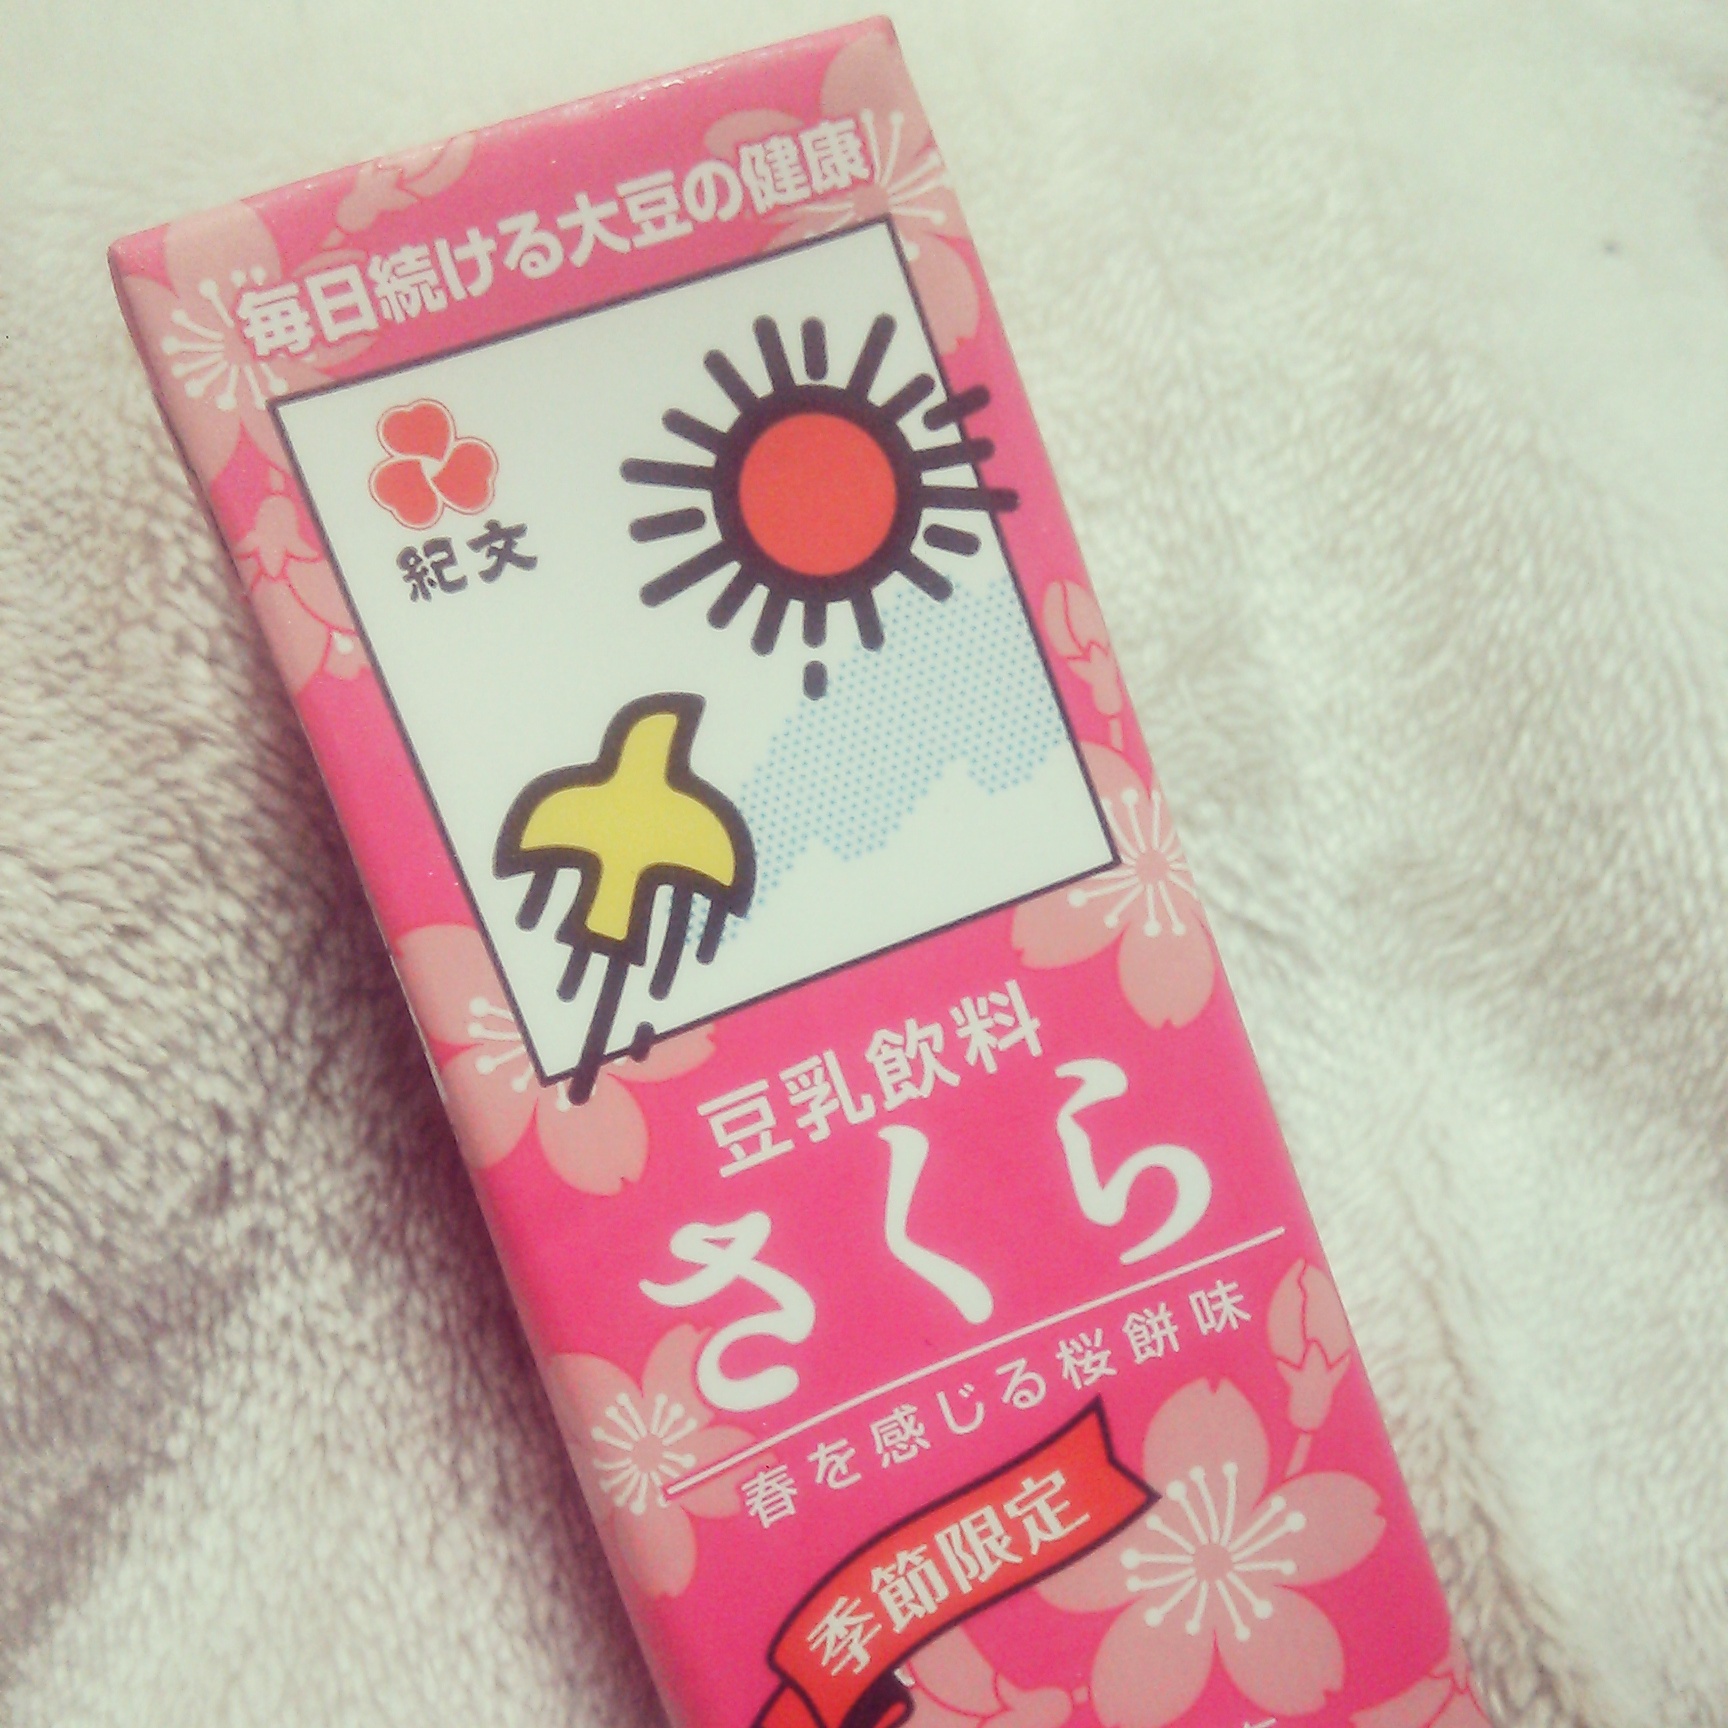 毎日続ける大豆の健康
紀文
豆乳飲料
さくら
春を感じる桜餅味
季節限定